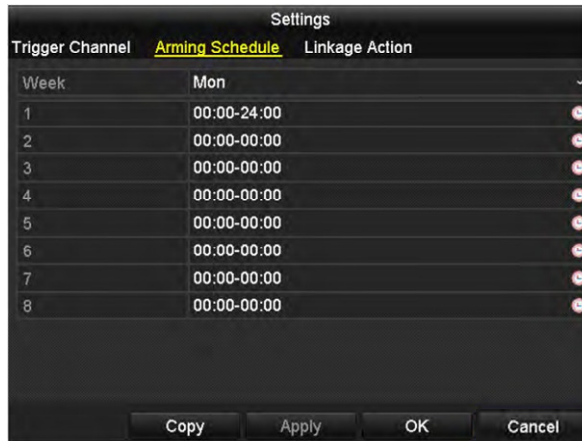 Settings
Trigger Channel Arming Schedule Linkage Action
Week Mon
1 00:00-24:00
2 00:00-00:00
3 00:00-00:00
4 00:00-00:00
5 00:00-00:00
6 00:00-00:00
7 00:00-00:00
8 00:00-00:00
Copy Apply OK Cancel